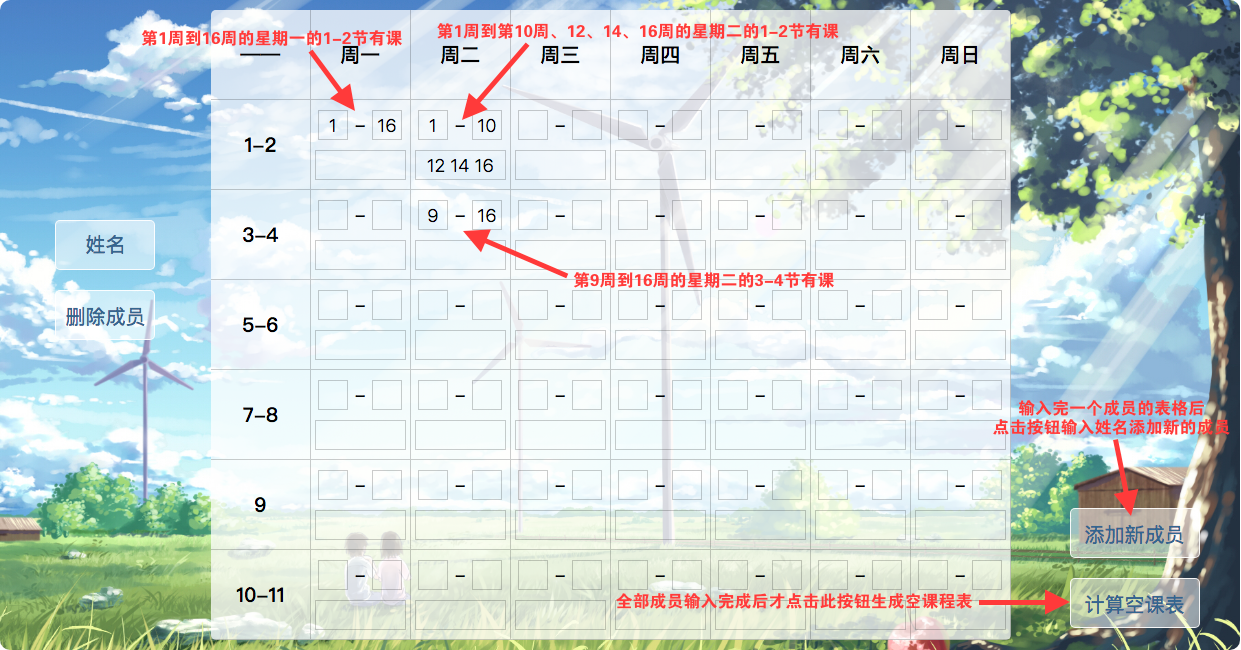 第1周到16周的星期一的1-2节有课
第1周到第10周、12、14、16周的星期二的1-2节有课
—— 周一 周二 周三 周四 周五 周六 周日
1-2 1 - 16 1 - 10 - - - - -
12 14 16
3-4 - 9 - 16 - - - - -
第9周到16周的星期二的3-4节有课
姓名
删除成员
5-6 - - - - - - -
7-8 - - - - - - -
输入完一个成员的表格后
点击按钮输入姓名添加新的成员
9 - - - - - - -
添加新成员
10-11 - - - - - - -
全部成员输入完成后才点击此按钮生成空课程表
计算空课表